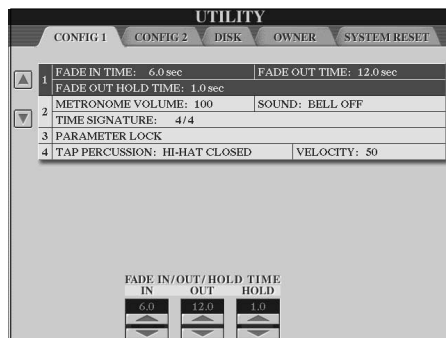 UTILITY
CONFIG 1 CONFIG 2 DISK OWNER SYSTEM RESET
1 FADE IN TIME: 6.0 sec FADE OUT TIME: 12.0 sec
FADE OUT HOLD TIME: 1.0 sec
2 METRONOME VOLUME: 100 SOUND: BELL OFF
TIME SIGNATURE: 4/4
3 PARAMETER LOCK
4 TAP PERCUSSION: HI-HAT CLOSED VELOCITY: 50
FADE IN/OUT/HOLD TIME
IN OUT HOLD
6.0 12.0 1.0